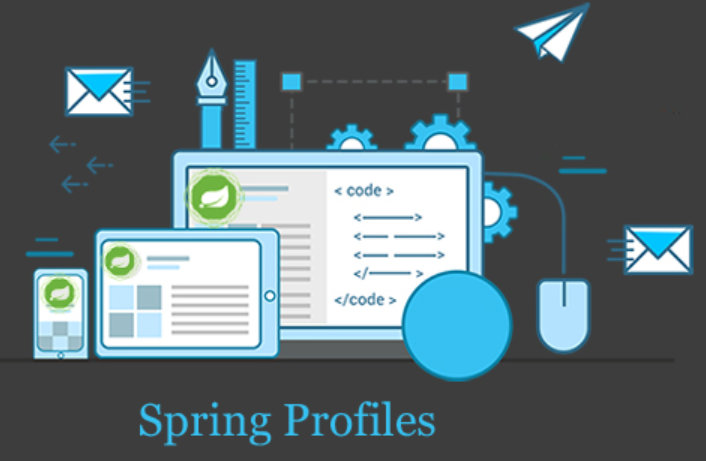 < code >
</code >
Spring Profiles